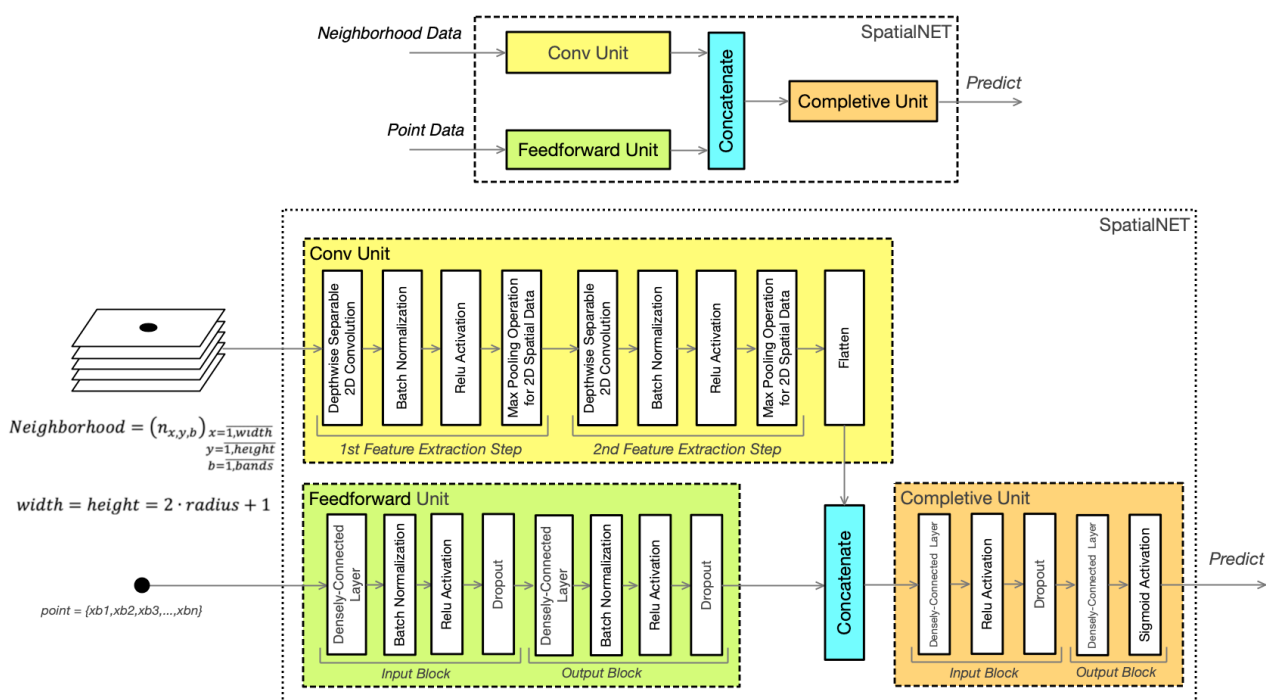 SpatialNET
Neighborhood Data
Conv Unit
Concatenate
Completive Unit
Predict
Point Data
Feedforward Unit
SpatialNET
Conv Unit
Depthwise Separable
2D Convolution
Batch Normalization
Relu Activation
Max Pooling Operation
for 2D Spatial Data
Depthwise Separable
2D Convolution
Batch Normalization
Relu Activation
Max Pooling Operation
for 2D Spatial Data
Flatten
1st Feature Extraction Step
2nd Feature Extraction Step
Neighborhood = (n_{x,y,b})
x=1,width
y=1,height
b=1,bands
width = height = 2 · radius + 1
Feedforward Unit
Densely-Connected
Layer
Batch Normalization
Relu Activation
Dropout
Densely-Connected
Layer
Batch Normalization
Relu Activation
Dropout
Input Block
Output Block
Concatenate
Completive Unit
Densely-Connected Layer
Relu Activation
Dropout
Densely-Connected Layer
Sigmoid Activation
Input Block
Output Block
Predict
point = {xb1,xb2,xb3,...,xbn}